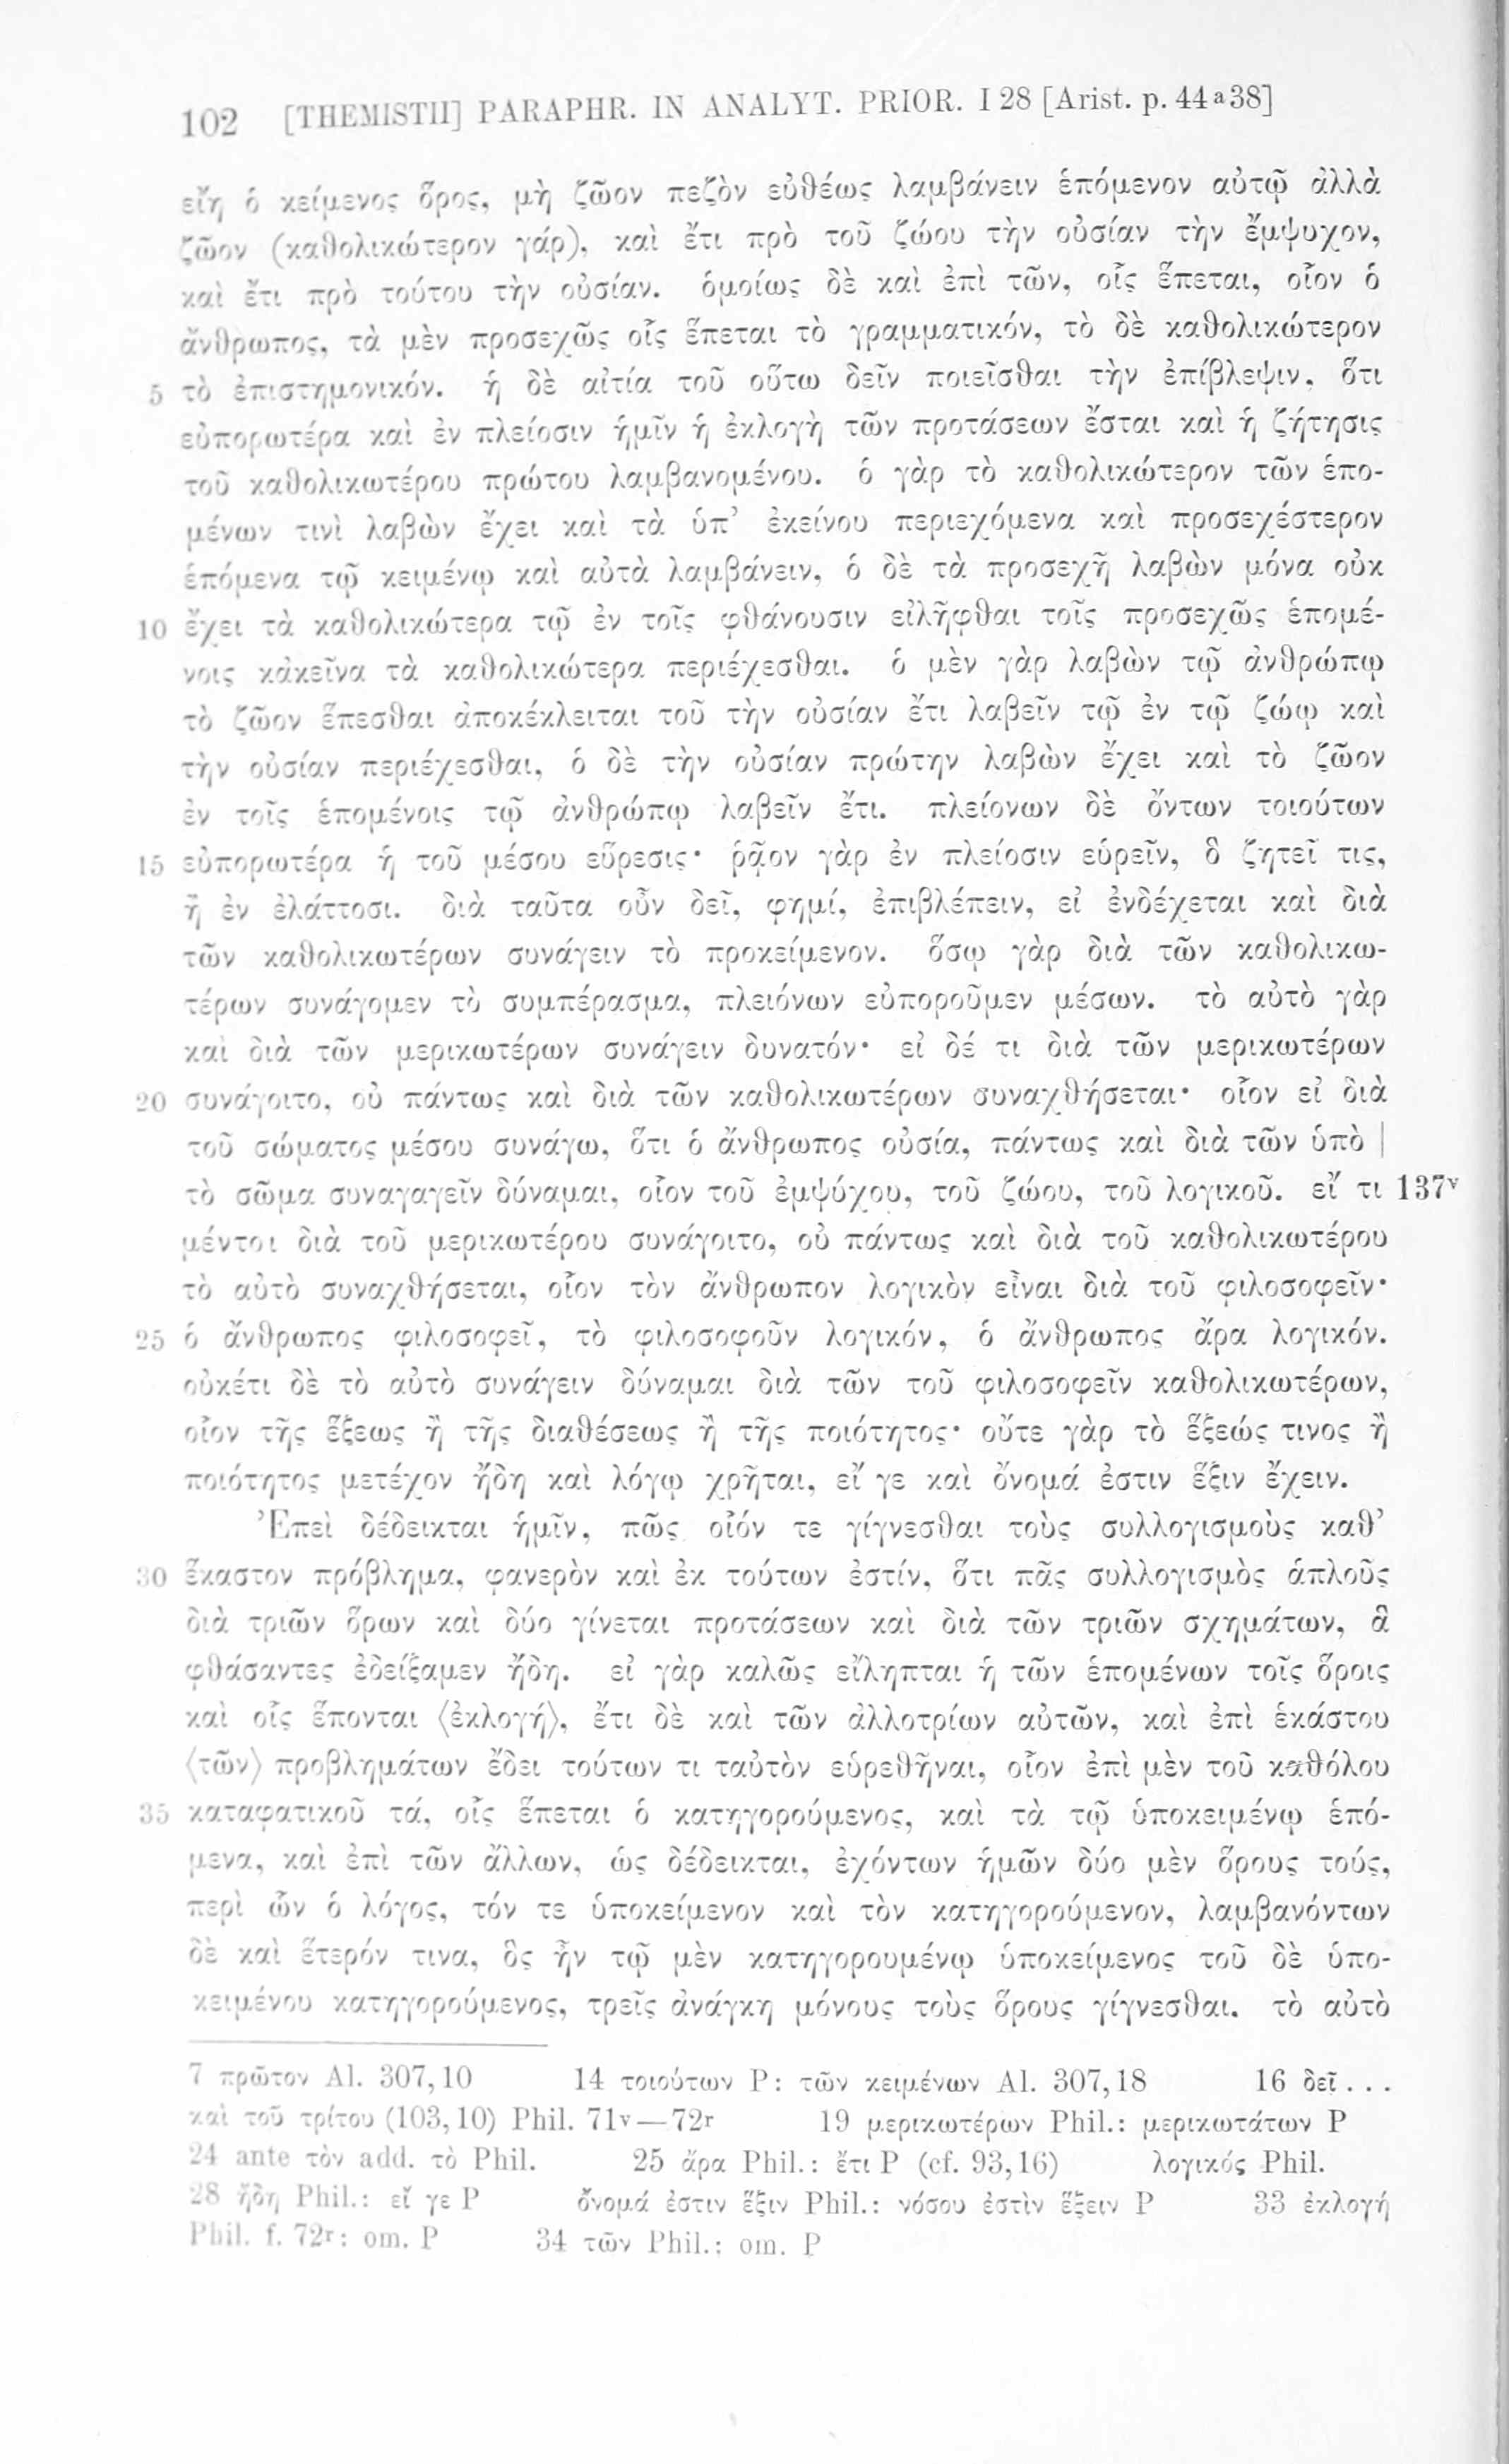 102 [THEMISTII] PARAPHR. IN ANALYT. PRIOR. I 28 [Arist. p. 44 a 38]
εἴη ὁ κείμενος ὅρος, μὴ ζῶον πεζὸν εὐθέως λαμβάνειν ἑπόμενον αὐτῷ ἀλλὰ
ζῶον (καθολικώτερον γάρ), καὶ ἔτι πρὸ τοῦ ζώου τὴν οὐσίαν τὴν ἔμψυχον,
καὶ ἔτι πρὸ τούτου τὴν οὐσίαν. ὁμοίως δὲ καὶ ἐπὶ τῶν, οἷς ἕπεται, οἷον ὁ
ἄνθρωπος, τὰ μὲν προσεχῶς οἷς ἕπεται τὸ γραμματικόν, τὸ δὲ καθολικώτερον
5 τὸ ἐπιστημονικόν. ἡ δὲ αἰτία τοῦ οὕτω δεῖν ποιεῖσθαι τὴν ἐπίβλεψιν, ὅτι
εὐπορωτέρα καὶ ἐν πλείοσιν ἡμῖν ἡ ἐκλογὴ τῶν προτάσεων ἔσται καὶ ἡ ζήτησις
τοῦ καθολικωτέρου πρώτου λαμβανομένου. ὁ γὰρ τὸ καθολικώτερον τῶν ἑπο-
μένων τινὶ λαβὼν ἔχει καὶ τὰ ὑπ’ ἐκείνου περιεχόμενα καὶ προσεχέστερον
ἑπόμενα τῷ κειμένῳ καὶ αὐτὰ λαμβάνειν, ὁ δὲ τὰ προσεχῆ λαβὼν μόνα οὐκ
10 ἔχει τὰ καθολικώτερα τῷ ἐν τοῖς φθάνουσιν εἰλῆφθαι τοῖς προσεχῶς ἑπομέ-
νοις κἀκεῖνα τὰ καθολικώτερα περιέχεσθαι. ὁ μὲν γὰρ λαβὼν τῷ ἀνθρώπῳ
τὸ ζῶον ἕπεσθαι ἀποκέκλειται τοῦ τὴν οὐσίαν ἔτι λαβεῖν τῷ ἐν τῷ ζώῳ καὶ
τὴν οὐσίαν περιέχεσθαι, ὁ δὲ τὴν οὐσίαν πρώτην λαβὼν ἔχει καὶ τὸ ζῶον
ἐν τοῖς ἑπομένοις τῷ ἀνθρώπῳ λαβεῖν ἔτι. πλείονων δὲ ὄντων τοιούτων
15 εὐπορωτέρα ἡ τοῦ μέσου εὕρεσις· ῥᾷον γὰρ ἐν πλείοσιν εὑρεῖν, ὃ ζητεῖ τις,
ἢ ἐν ἐλάττοσι. διὰ ταῦτα οὖν δεῖ, φημί, ἐπιβλέπειν, εἰ ἐνδέχεται καὶ διὰ
τῶν καθολικωτέρων συνάγειν τὸ προκείμενον. ὅσῳ γὰρ διὰ τῶν καθολικω-
τέρων συνάγομεν τὸ συμπέρασμα, πλειόνων εὐποροῦμεν μέσων. τὸ αὐτὸ γὰρ
καὶ διὰ τῶν μερικωτέρων συνάγειν δυνατόν· εἰ δέ τι διὰ τῶν μερικωτέρων
20 συνάγοιτο, οὐ πάντως καὶ διὰ τῶν καθολικωτέρων συναχθήσεται· οἷον εἰ διὰ
τοῦ σώματος μέσου συνάγω, ὅτι ὁ ἄνθρωπος οὐσία, πάντως καὶ διὰ τῶν ὑπὸ |
τὸ σῶμα συναγαγεῖν δύναμαι, οἷον τοῦ ἐμψύχου, τοῦ ζώου, τοῦ λογικοῦ. εἴ τι 137v
μέντοι διὰ τοῦ μερικωτέρου συνάγοιτο, οὐ πάντως καὶ διὰ τοῦ καθολικωτέρου
τὸ αὐτὸ συναχθήσεται, οἷον τὸν ἄνθρωπον λογικὸν εἶναι διὰ τοῦ φιλοσοφεῖν·
25 ὁ ἄνθρωπος φιλοσοφεῖ, τὸ φιλοσοφοῦν λογικόν, ὁ ἄνθρωπος ἄρα λογικόν.
οὐκέτι δὲ τὸ αὐτὸ συνάγειν δύναμαι διὰ τῶν τοῦ φιλοσοφεῖν καθολικωτέρων,
οἷον τῆς ἕξεως ἢ τῆς διαθέσεως ἢ τῆς ποιότητος· οὔτε γὰρ τὸ ἕξεώς τινος ἢ
ποιότητος μετέχον ἤδη καὶ λόγῳ χρῆται, εἴ γε καὶ ὄνομά ἐστιν ἕξιν ἔχειν.
Ἐπεὶ δέδεικται ἡμῖν, πῶς οἷόν τε γίγνεσθαι τοὺς συλλογισμοὺς καθ’
30 ἕκαστον πρόβλημα, φανερὸν καὶ ἐκ τούτων ἐστίν, ὅτι πᾶς συλλογισμὸς ἁπλοῦς
διὰ τριῶν ὅρων καὶ δύο γίνεται προτάσεων καὶ διὰ τῶν τριῶν σχημάτων, ἃ
φθάσαντες ἐδείξαμεν ἤδη. εἰ γὰρ καλῶς εἴληπται ἡ τῶν ἑπομένων τοῖς ὅροις
καὶ οἷς ἕπονται ⟨ἐκλογή⟩, ἔτι δὲ καὶ τῶν ἀλλοτρίων αὐτῶν, καὶ ἐπὶ ἑκάστου
⟨τῶν⟩ προβλημάτων ἔδει τούτων τι ταὐτὸν εὑρεθῆναι, οἷον ἐπὶ μὲν τοῦ καθόλου
35 καταφατικοῦ τά, οἷς ἕπεται ὁ κατηγορούμενος, καὶ τὰ τῷ ὑποκειμένῳ ἑπό-
μενα, καὶ ἐπὶ τῶν ἄλλων, ὡς δέδεικται, ἐχόντων ἡμῶν δύο μὲν ὅρους τούς,
περὶ ὧν ὁ λόγος, τόν τε ὑποκείμενον καὶ τὸν κατηγορούμενον, λαμβανόντων
δὲ καὶ ἕτερόν τινα, ὃς ἦν τῷ μὲν κατηγορουμένῳ ὑποκείμενος τοῦ δὲ ὑπο-
κειμένου κατηγορούμενος, τρεῖς ἀνάγκη μόνους τοὺς ὅρους γίγνεσθαι. τὸ αὐτὸ
7 πρῶτον Al. 307,10 14 τοιούτων P: τῶν κειμένων Al. 307,18 16 δεῖ...
καὶ τοῦ τρίτου (103,10) Phil. 71v—72r 19 μερικωτέρων Phil.: μερικωτάτων P
24 ante τὸν add. τὸ Phil. 25 ἄρα Phil.: ἔτι P (cf. 93,16) λογικός Phil.
28 ἤδη Phil.: εἴ γε P ὄνομά ἐστιν ἕξιν Phil.: νόσου ἐστὶν ἕξειν P 33 ἐκλογή
Phil. f. 72r: om. P 34 τῶν Phil.: om. P